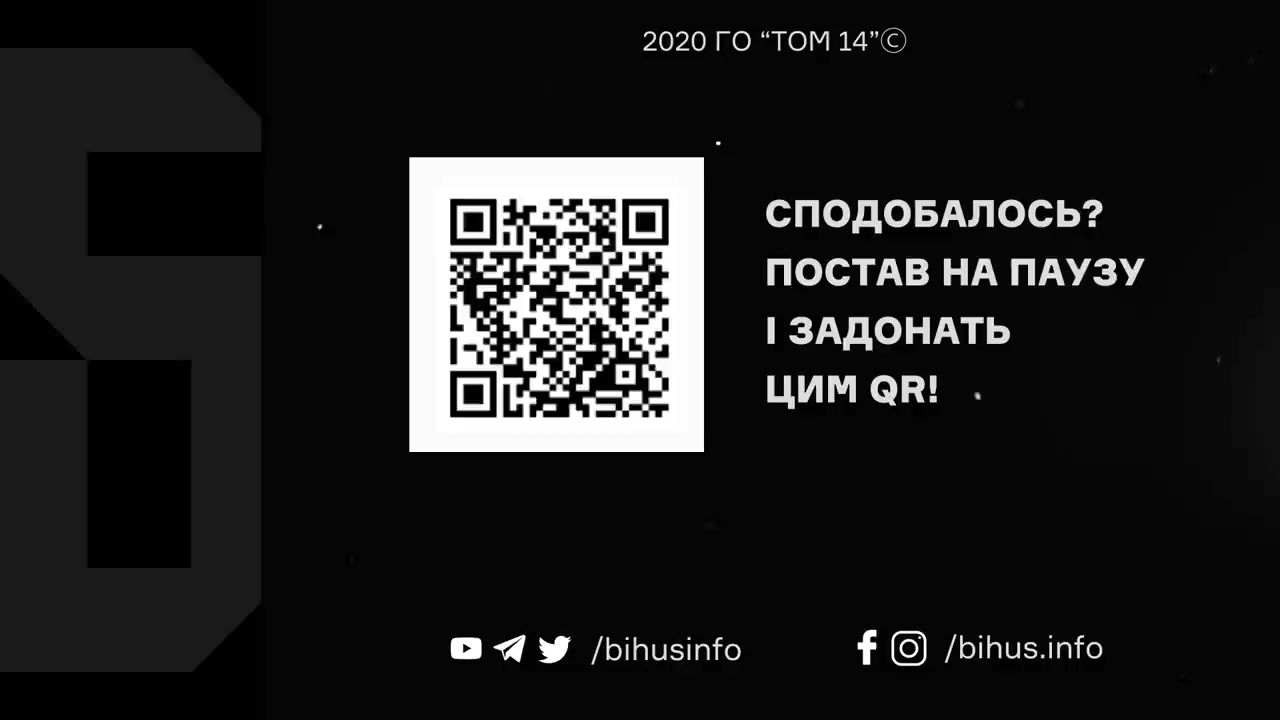 2020 ГО “ТОМ 14”©
СПОДОБАЛОСЬ?
ПОСТАВ НА ПАУЗУ
І ЗАДОНАТЬ
ЦИМ QR!
/bihusinfo
/bihus.info